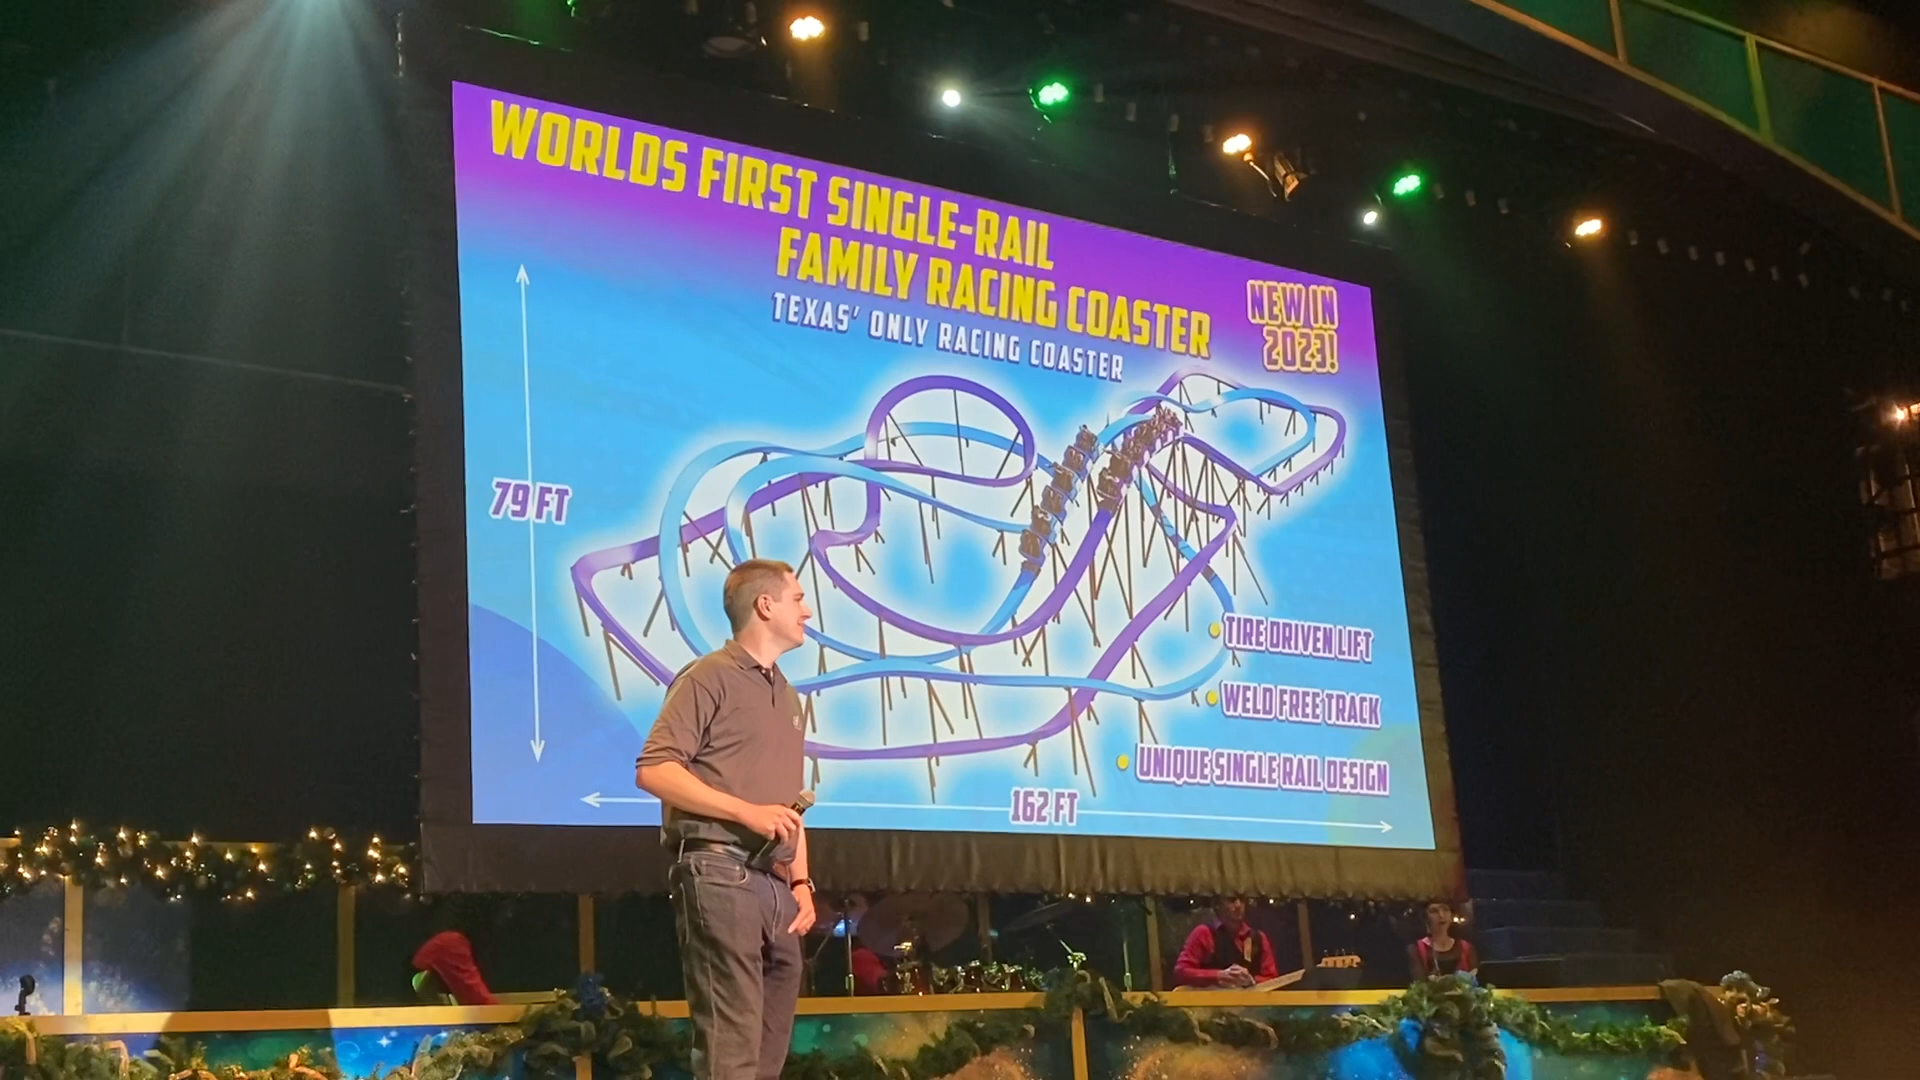 WORLDS FIRST SINGLE-RAIL
FAMILY RACING COASTER
TEXAS' ONLY RACING COASTER
NEW IN
2023!
79 FT
TIRE DRIVEN LIFT
WELD FREE TRACK
UNIQUE SINGLE RAIL DESIGN
162 FT